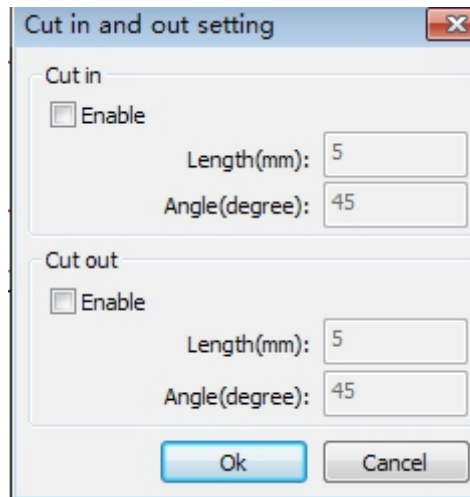 Cut in and out setting
Cut in
Enable
Length(mm): 5
Angle(degree): 45
Cut out
Enable
Length(mm): 5
Angle(degree): 45
Ok Cancel